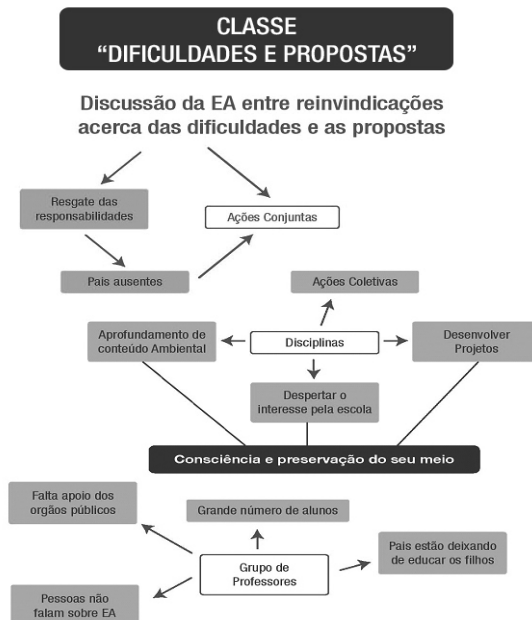 CLASSE
“DIFICULDADES E PROPOSTAS”
Discussão da EA entre reinvindicações
acerca das dificuldades e as propostas
Resgate das
responsabilidades
Ações Conjuntas
Pais ausentes
Ações Coletivas
Aprofundamento de
conteúdo Ambiental
Disciplinas
Desenvolver
Projetos
Despertar o
interesse pela escola
Consciência e preservação do seu meio
Falta apoio dos
orgãos públicos
Grande número de alunos
Grupo de
Professores
Pais estão deixando
de educar os filhos
Pessoas não
falam sobre EA